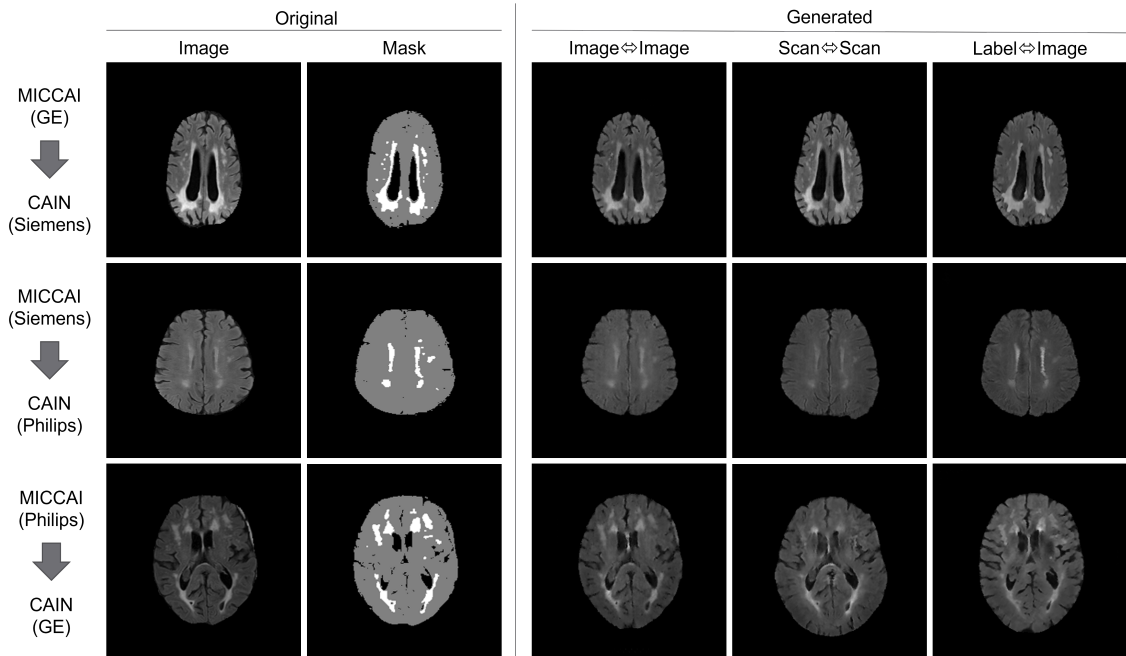 Original
Generated
Image
Mask
Image⇔Image
Scan⇔Scan
Label⇔Image
MICCAI
(GE)
CAIN
(Siemens)
MICCAI
(Siemens)
CAIN
(Philips)
MICCAI
(Philips)
CAIN
(GE)